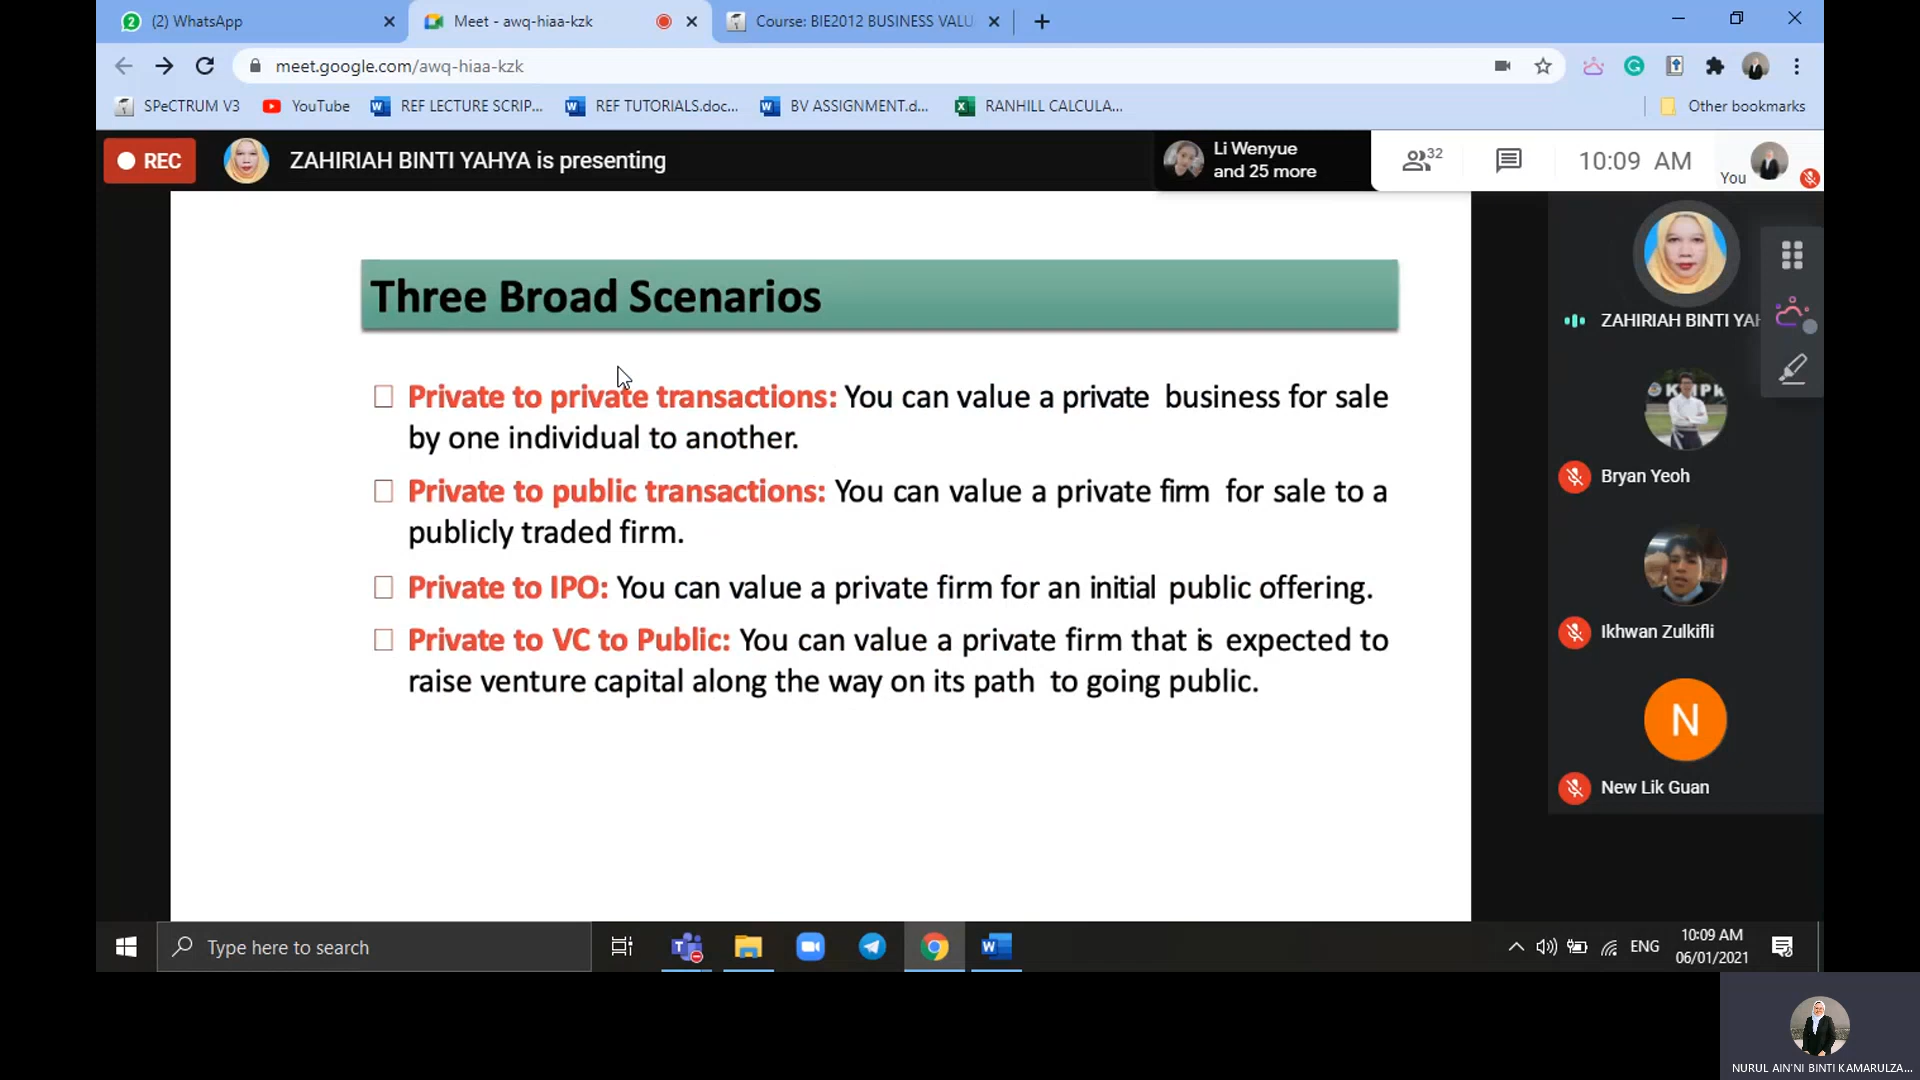 (2) WhatsApp
Meet - awq-hiaa-kzk
Course: BIE2012 BUSINESS VALU
meet.google.com/awq-hiaa-kzk
SPeCTRUM V3
YouTube
REF LECTURE SCRIP...
REF TUTORIALS.doc...
BV ASSIGNMENT.d...
RANHILL CALCULA...
Other bookmarks
REC
ZAHIRIAH BINTI YAHYA is presenting
Li Wenyue
and 25 more
32
10:09 AM
You
Three Broad Scenarios
Private to private transactions: You can value a private business for sale
by one individual to another.
Private to public transactions: You can value a private firm for sale to a
publicly traded firm.
Private to IPO: You can value a private firm for an initial public offering.
Private to VC to Public: You can value a private firm that is expected to
raise venture capital along the way on its path to going public.
ZAHIRIAH BINTI YAH
Bryan Yeoh
Ikhwan Zulkifli
N
New Lik Guan
Type here to search
ENG
10:09 AM
06/01/2021
NURUL AIN'NI BINTI KAMARULZA...